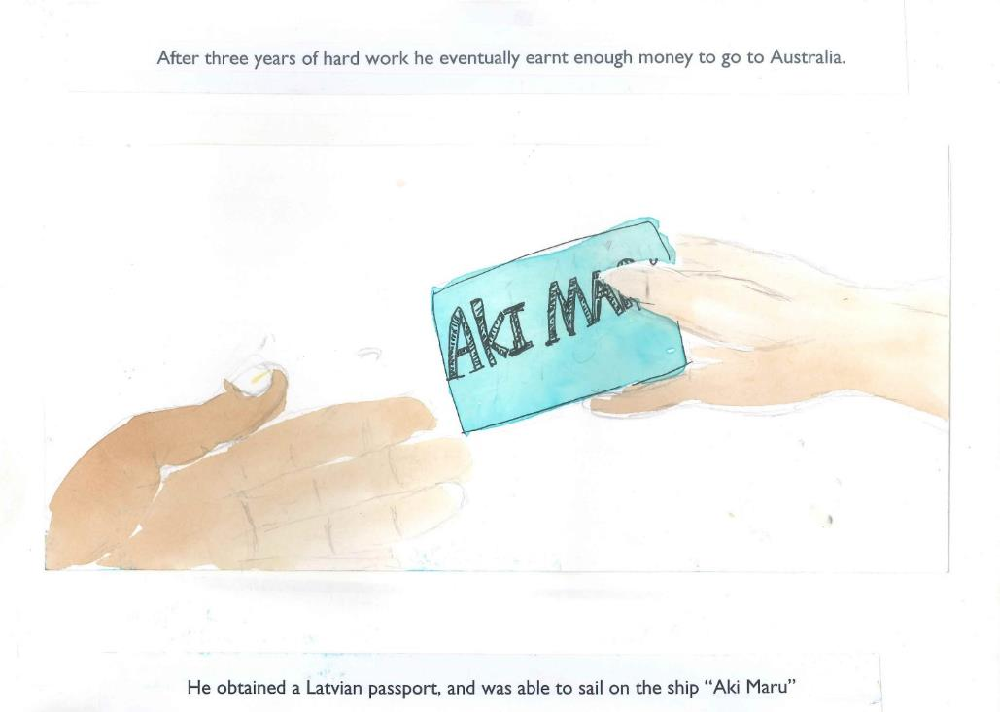 After three years of hard work he eventually earnt enough money to go to Australia.
AKI MAR
He obtained a Latvian passport, and was able to sail on the ship “Aki Maru”